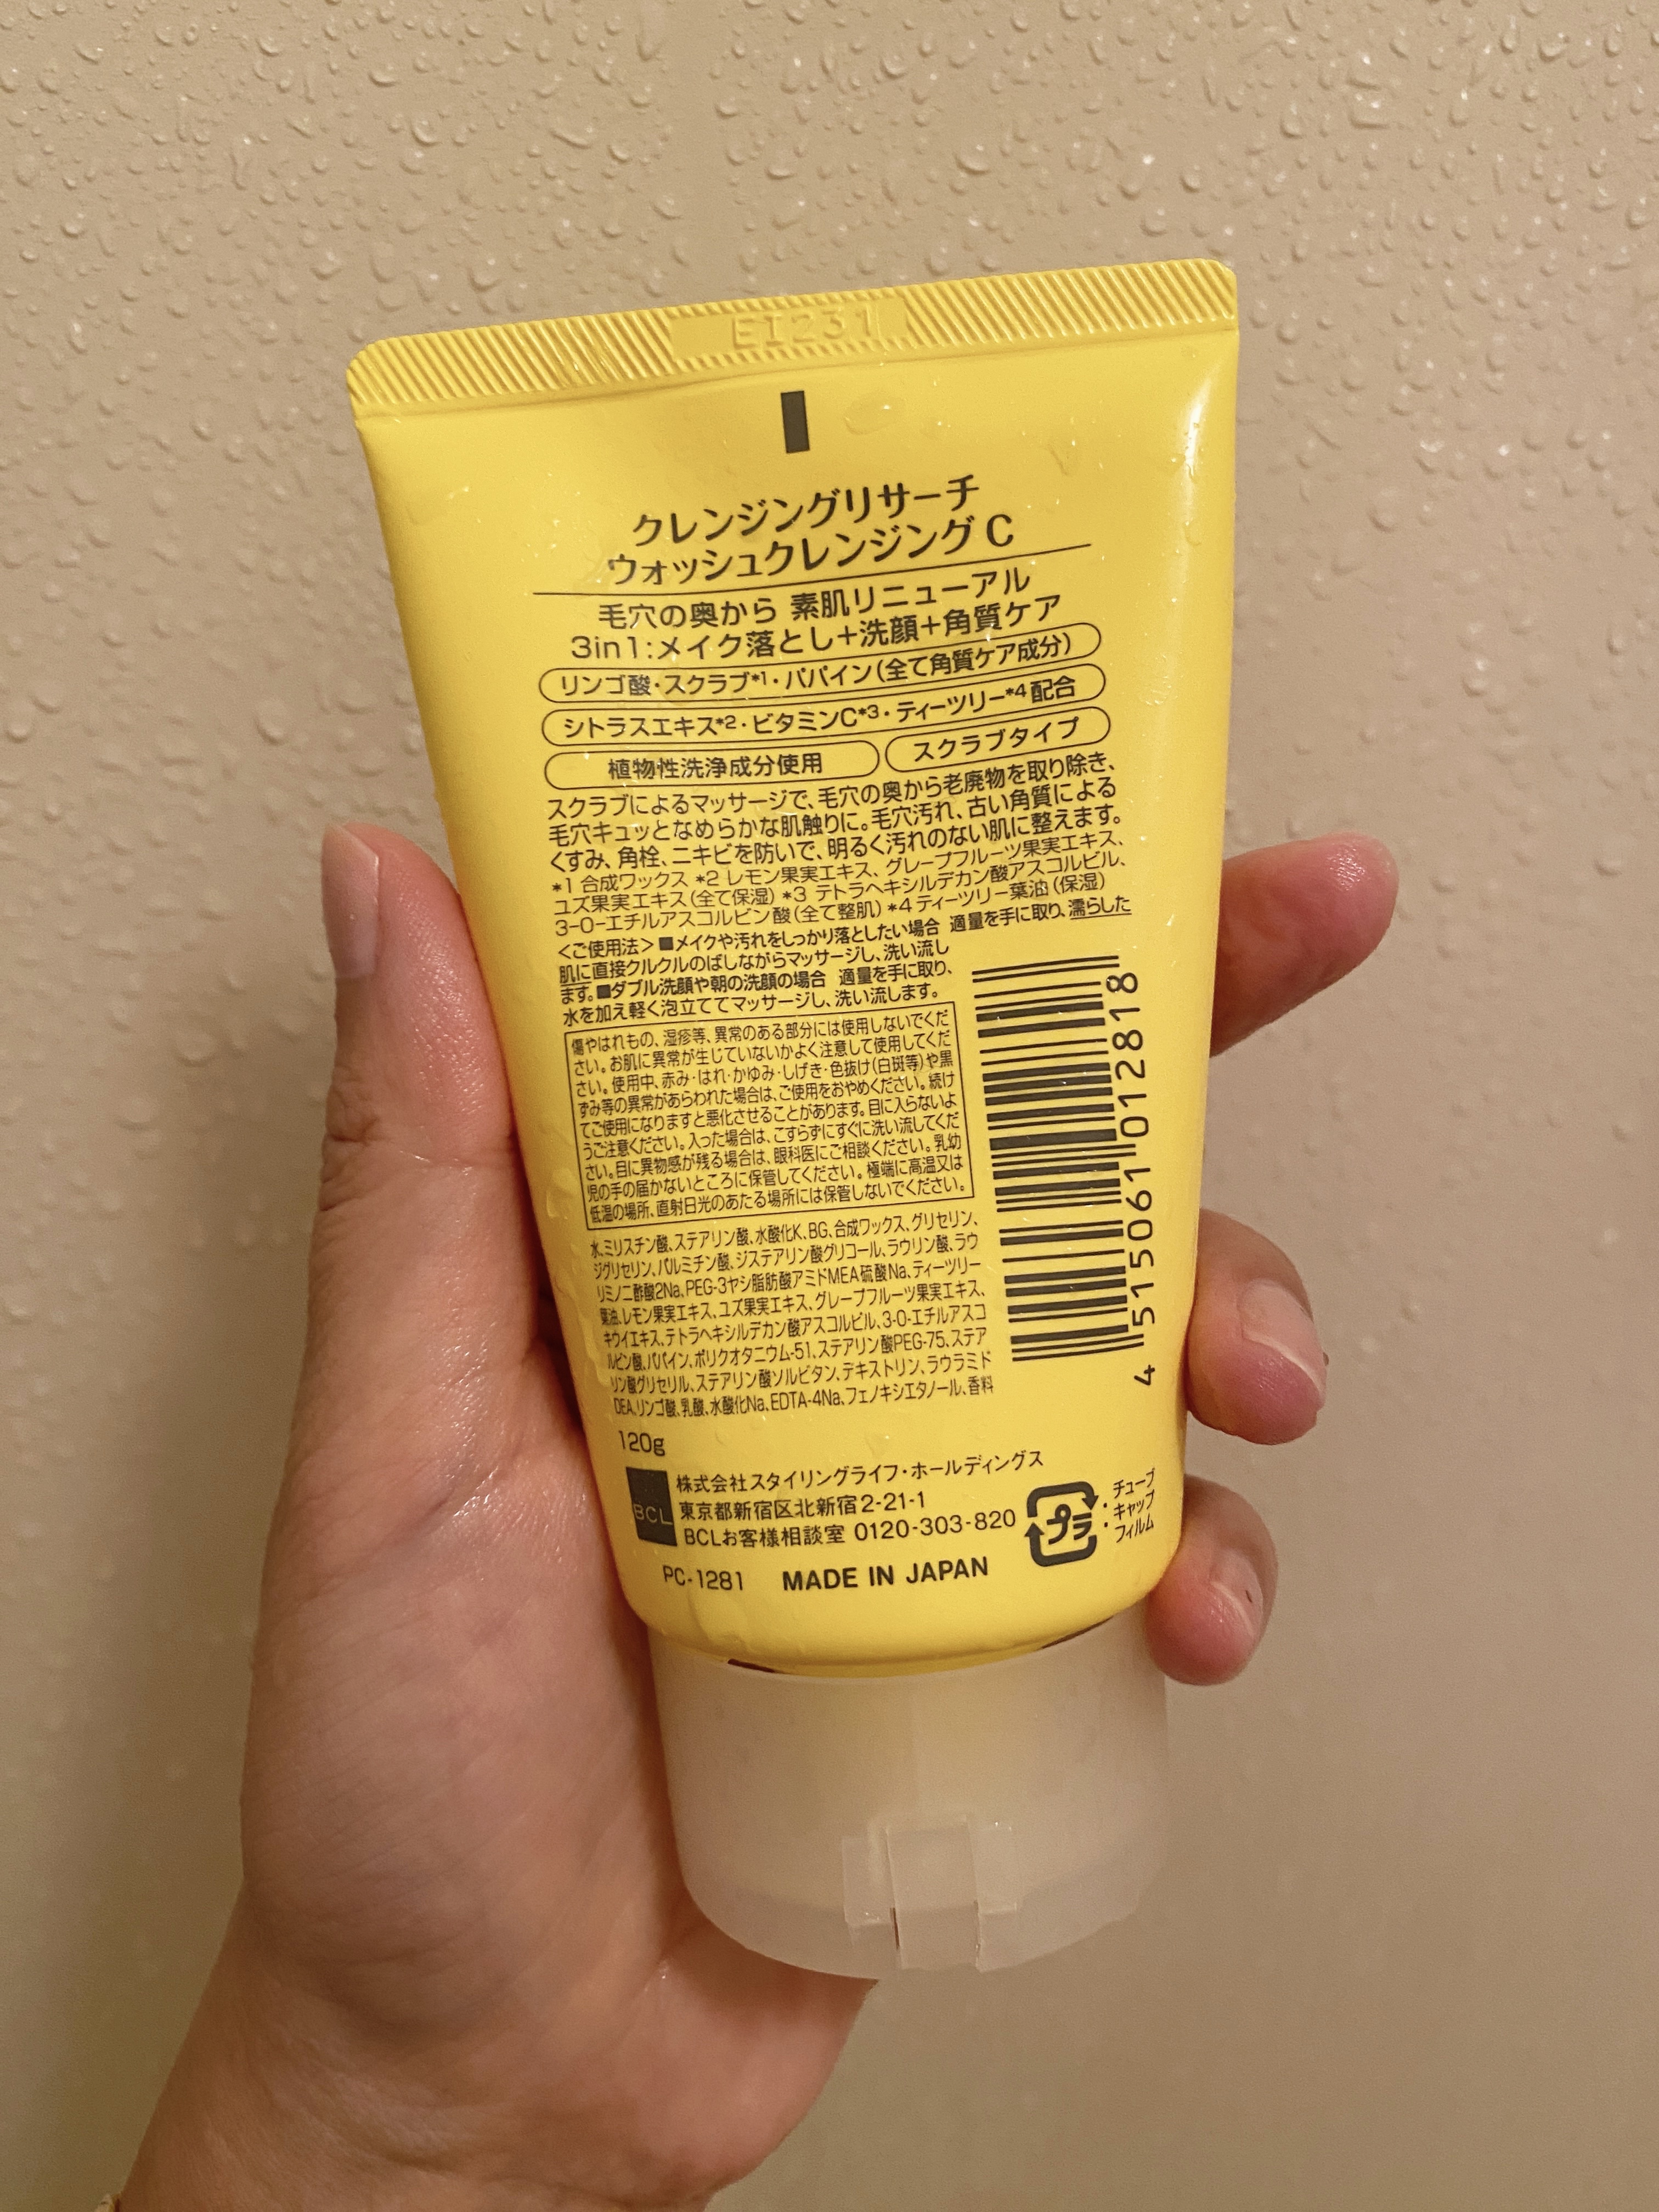 EI231
クレンジングリサーチ
ウォッシュクレンジング C
毛穴の奥から 素肌リニューアル
3in1:メイク落とし+洗顔+角質ケア
リンゴ酸・スクラブ*1・パパイン(全て角質ケア成分)
シトラスエキス*2・ビタミンC*3・ティーツリー*4配合
植物性洗浄成分使用 スクラブタイプ
スクラブによるマッサージで、毛穴の奥から老廃物を取り除き、
毛穴キュッとなめらかな肌触りに。毛穴汚れ、古い角質による
くすみ、角栓、ニキビを防いで、明るく汚れのない肌に整えます。
*1 合成ワックス *2 レモン果実エキス、グレープフルーツ果実エキス、
ユズ果実エキス(全て保湿) *3 テトラヘキシルデカン酸アスコルビル、
3-O-エチルアスコルビン酸(全て整肌) *4 ティーツリー葉油(保湿)
<ご使用法>■メイクや汚れをしっかり落としたい場合 適量を手に取り、濡らした
肌に直接クルクルのばしながらマッサージし、洗い流し
ます。■ダブル洗顔や朝の洗顔の場合 適量を手に取り、
水を加え軽く泡立ててマッサージし、洗い流します。
傷やはれもの、湿疹等、異常のある部分には使用しないでくだ
さい。お肌に異常が生じていないかよく注意して使用してくだ
さい。使用中、赤み・はれ・かゆみ・しげき・色抜け(白斑等)や黒
ずみ等の異常があらわれた場合は、ご使用をおやめください。続け
てご使用になりますと悪化させることがあります。目に入らないよ
うご注意ください。入った場合は、こすらずにすぐに洗い流してくだ
さい。目に異物感が残る場合は、眼科医にご相談ください。乳幼
児の手の届かないところに保管してください。極端に高温又は
低温の場所、直射日光のあたる場所には保管しないでください。
水、ミリスチン酸、ステアリン酸、水酸化K、BG、合成ワックス、グリセリン、
ジグリセリン、パルミチン酸、ジステアリン酸グリコール、ラウリン酸、ラウ
リミノ二酢酸2Na、PEG-3ヤシ脂肪酸アミドMEA硫酸Na、ティーツリー
葉油、レモン果実エキス、ユズ果実エキス、グレープフルーツ果実エキス、
キウイエキス、テトラヘキシルデカン酸アスコルビル、3-O-エチルアスコ
ルビン酸、パパイン、ポリクオタニウム-51、ステアリン酸PEG-75、ステア
リン酸グリセリル、ステアリン酸ソルビタン、デキストリン、ラウラミド
DEA、リンゴ酸、乳酸、水酸化Na、EDTA-4Na、フェノキシエタノール、香料
4 515061 012818
120g
BCL
株式会社スタイリングライフ・ホールディングス
東京都新宿区北新宿2-21-1
BCLお客様相談室 0120-303-820
プラ
・チューブ
・キャップ
・フィルム
PC-1281 MADE IN JAPAN